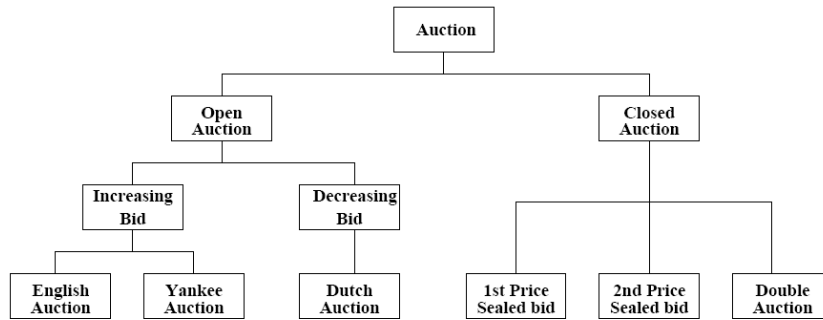 Auction
Open
Auction
Closed
Auction
Increasing
Bid
Decreasing
Bid
English
Auction
Yankee
Auction
Dutch
Auction
1st Price
Sealed bid
2nd Price
Sealed bid
Double
Auction